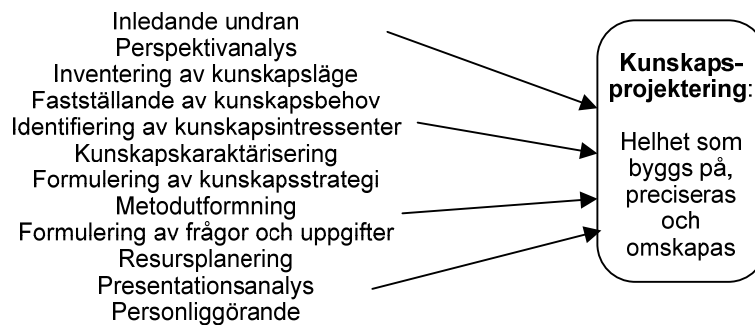 Inledande undran
Perspektivanalys
Inventering av kunskapsläge
Fastställande av kunskapsbehov
Identifiering av kunskapsintressenter
Kunskapskaraktärisering
Formulering av kunskapsstrategi
Metodutformning
Formulering av frågor och uppgifter
Resursplanering
Presentationsanalys
Personliggörande
Kunskaps-
projektering:
Helhet som
byggs på,
preciseras
och
omskapas